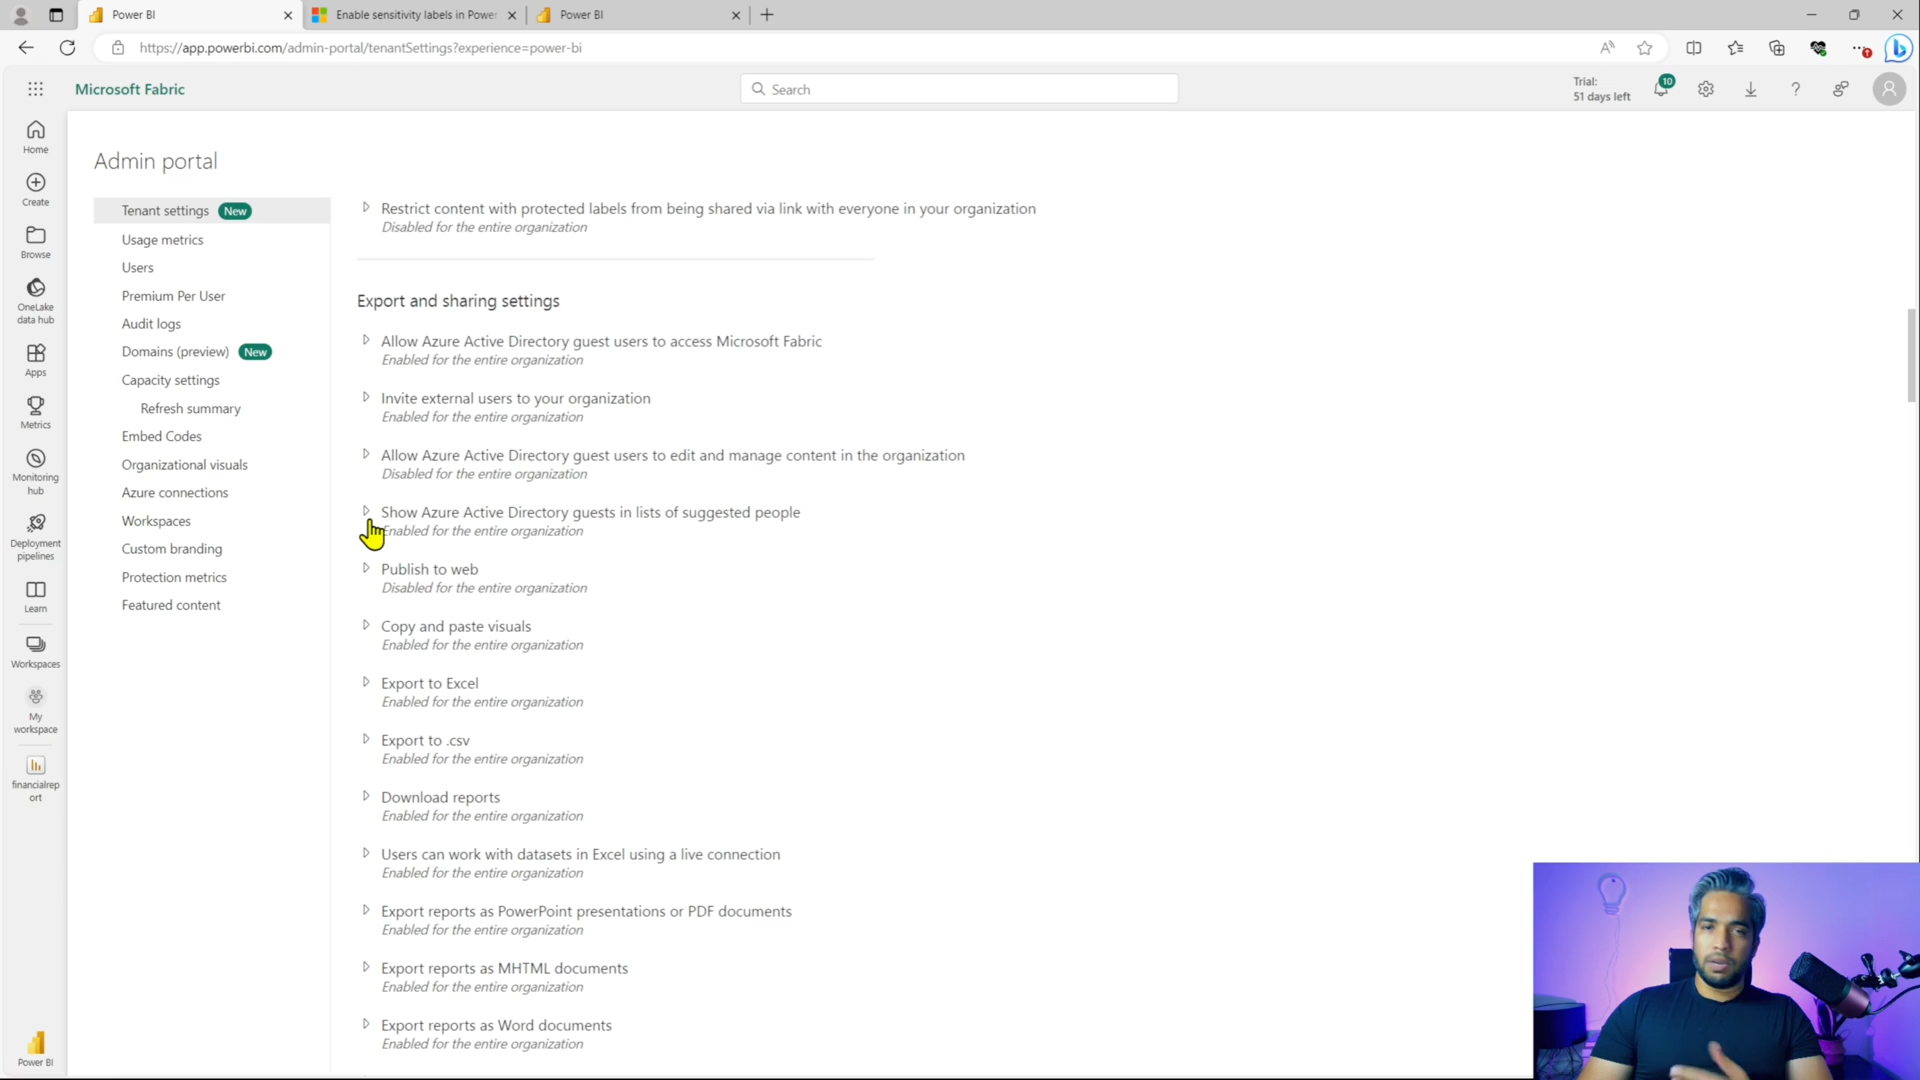 Power BI
Enable sensitivity labels in Power
Power BI
https://app.powerbi.com/admin-portal/tenantSettings?experience=power-bi
Microsoft Fabric
Search
Trial:
51 days left
10
Home
Create
Browse
OneLake
data hub
Apps
Metrics
Monitoring
hub
Deployment
pipelines
Learn
Workspaces
My
workspace
financialrep
ort
Power BI
Admin portal
Tenant settings New
Usage metrics
Users
Premium Per User
Audit logs
Domains (preview) New
Capacity settings
Refresh summary
Embed Codes
Organizational visuals
Azure connections
Workspaces
Custom branding
Protection metrics
Featured content
Restrict content with protected labels from being shared via link with everyone in your organization
Disabled for the entire organization
Export and sharing settings
Allow Azure Active Directory guest users to access Microsoft Fabric
Enabled for the entire organization
Invite external users to your organization
Enabled for the entire organization
Allow Azure Active Directory guest users to edit and manage content in the organization
Disabled for the entire organization
Show Azure Active Directory guests in lists of suggested people
Enabled for the entire organization
Publish to web
Disabled for the entire organization
Copy and paste visuals
Enabled for the entire organization
Export to Excel
Enabled for the entire organization
Export to .csv
Enabled for the entire organization
Download reports
Enabled for the entire organization
Users can work with datasets in Excel using a live connection
Enabled for the entire organization
Export reports as PowerPoint presentations or PDF documents
Enabled for the entire organization
Export reports as MHTML documents
Enabled for the entire organization
Export reports as Word documents
Enabled for the entire organization